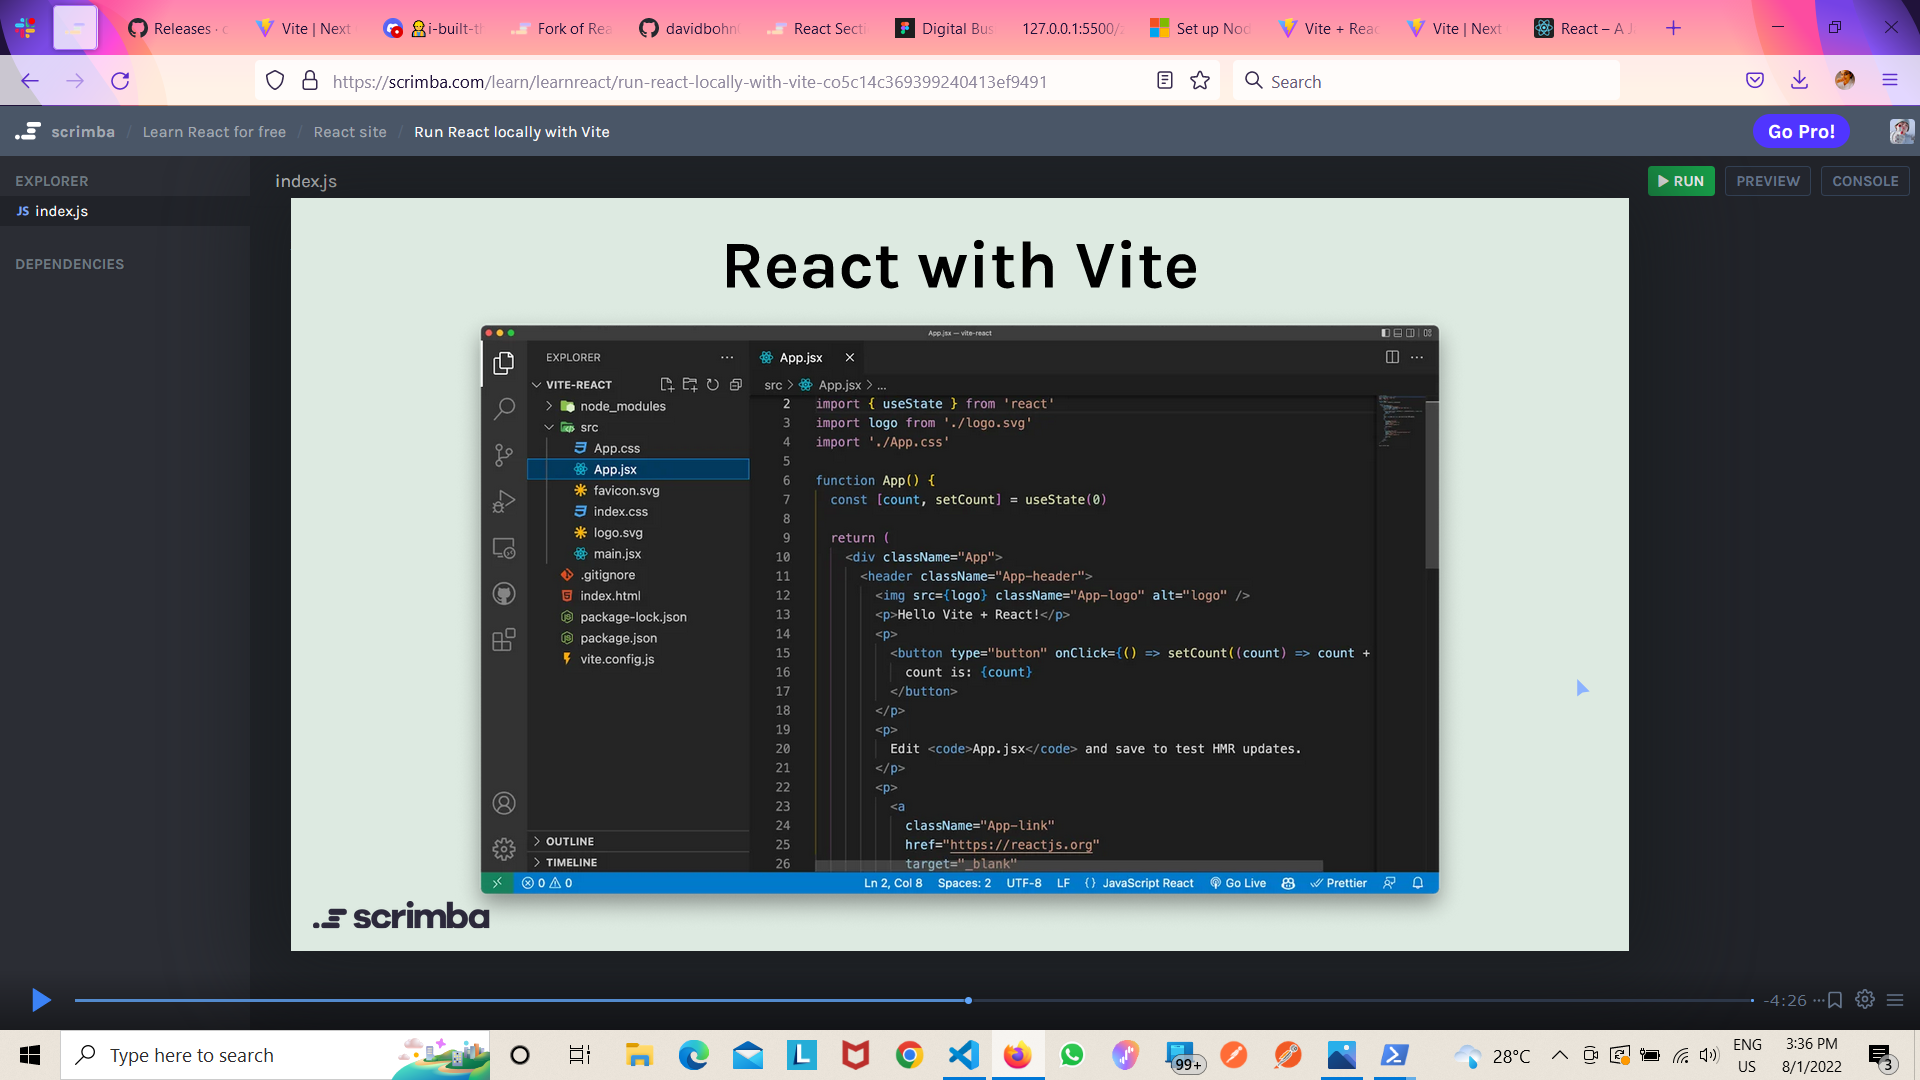 Releases · c
Vite | Next
i-built-th
Fork of Rea
davidbohn
React Secti
Digital Bus
127.0.0.1:5500/
Set up Nod
Vite + Reac
Vite | Next
React – A Ja
https://scrimba.com/learn/learnreact/run-react-locally-with-vite-co5c14c369399240413ef9491
Search
scrimba / Learn React for free / React site / Run React locally with Vite
Go Pro!
EXPLORER
index.js
RUN
PREVIEW
CONSOLE
JS index.js
DEPENDENCIES
React with Vite
App.jsx — vite-react
EXPLORER
App.jsx
VITE-REACT
src > App.jsx > ...
node_modules
src
App.css
App.jsx
favicon.svg
index.css
logo.svg
main.jsx
.gitignore
index.html
package-lock.json
package.json
vite.config.js
OUTLINE
TIMELINE
2 import { useState } from 'react'
3 import logo from './logo.svg'
4 import './App.css'
5
6 function App() {
7 const [count, setCount] = useState(0)
8
9 return (
10 <div className="App">
11 <header className="App-header">
12 <img src={logo} className="App-logo" alt="logo" />
13 <p>Hello Vite + React!</p>
14 <p>
15 <button type="button" onClick={() => setCount((count) => count +
16 count is: {count}
17 </button>
18 </p>
19 <p>
20 Edit <code>App.jsx</code> and save to test HMR updates.
21 </p>
22 <p>
23 <a
24 className="App-link"
25 href="https://reactjs.org"
26 target="_blank"
0 0
Ln 2, Col 8 Spaces: 2 UTF-8 LF {} JavaScript React Go Live Prettier
scrimba
-4:26
Type here to search
99+
28°C
ENG
US
3:36 PM
8/1/2022
3